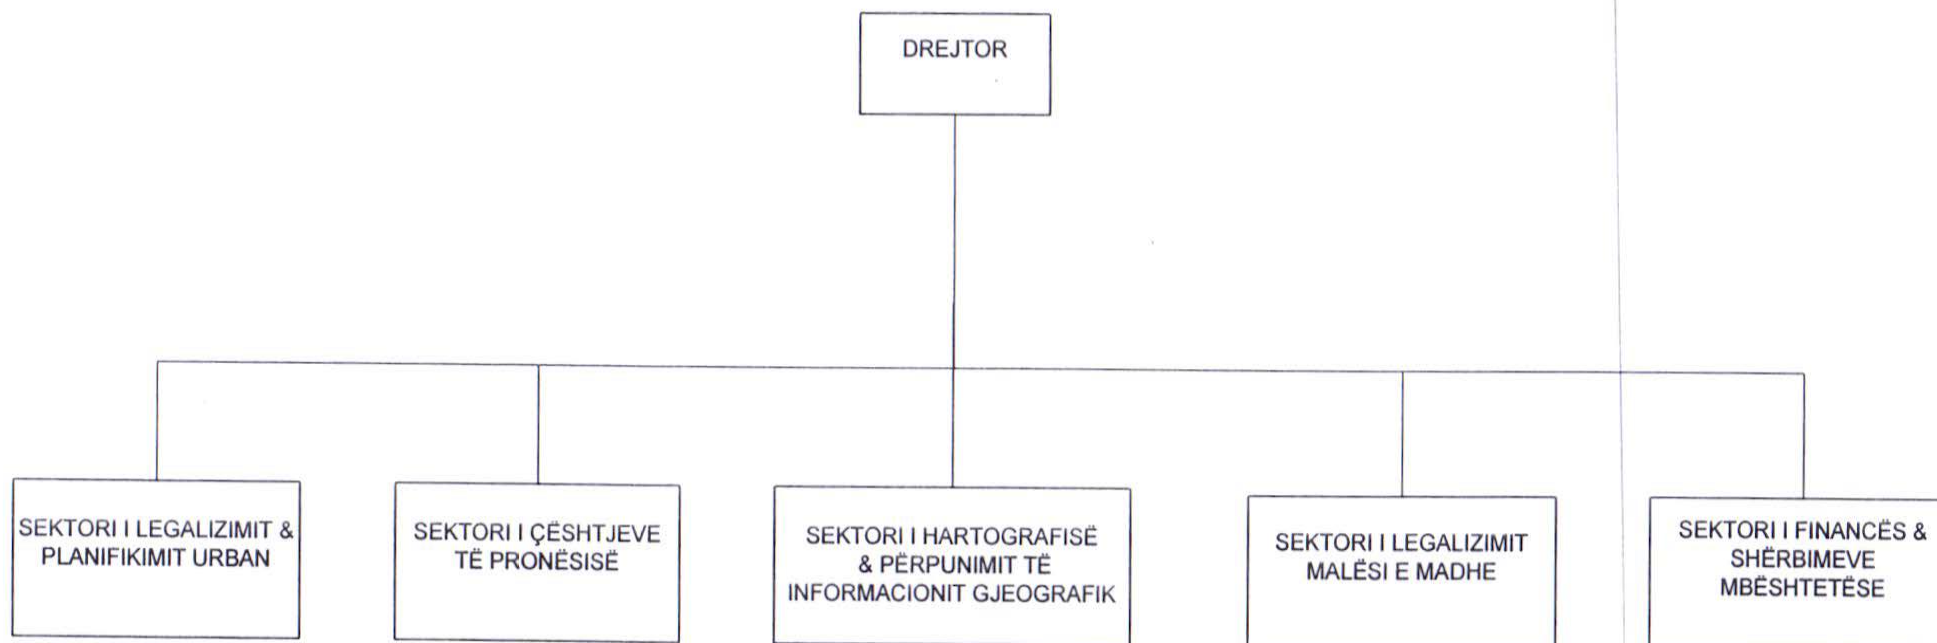 DREJTOR
SEKTORI I LEGALIZIMIT &
PLANIFIKIMIT URBAN
SEKTORI I ÇËSHTJEVE
TË PRONËSISË
SEKTORI I HARTOGRAFISË
& PËRPUNIMIT TË
INFORMACIONIT GJEOGRAFIK
SEKTORI I LEGALIZIMIT
MALËSI E MADHE
SEKTORI I FINANCËS &
SHËRBIMEVE
MBËSHTETËSE